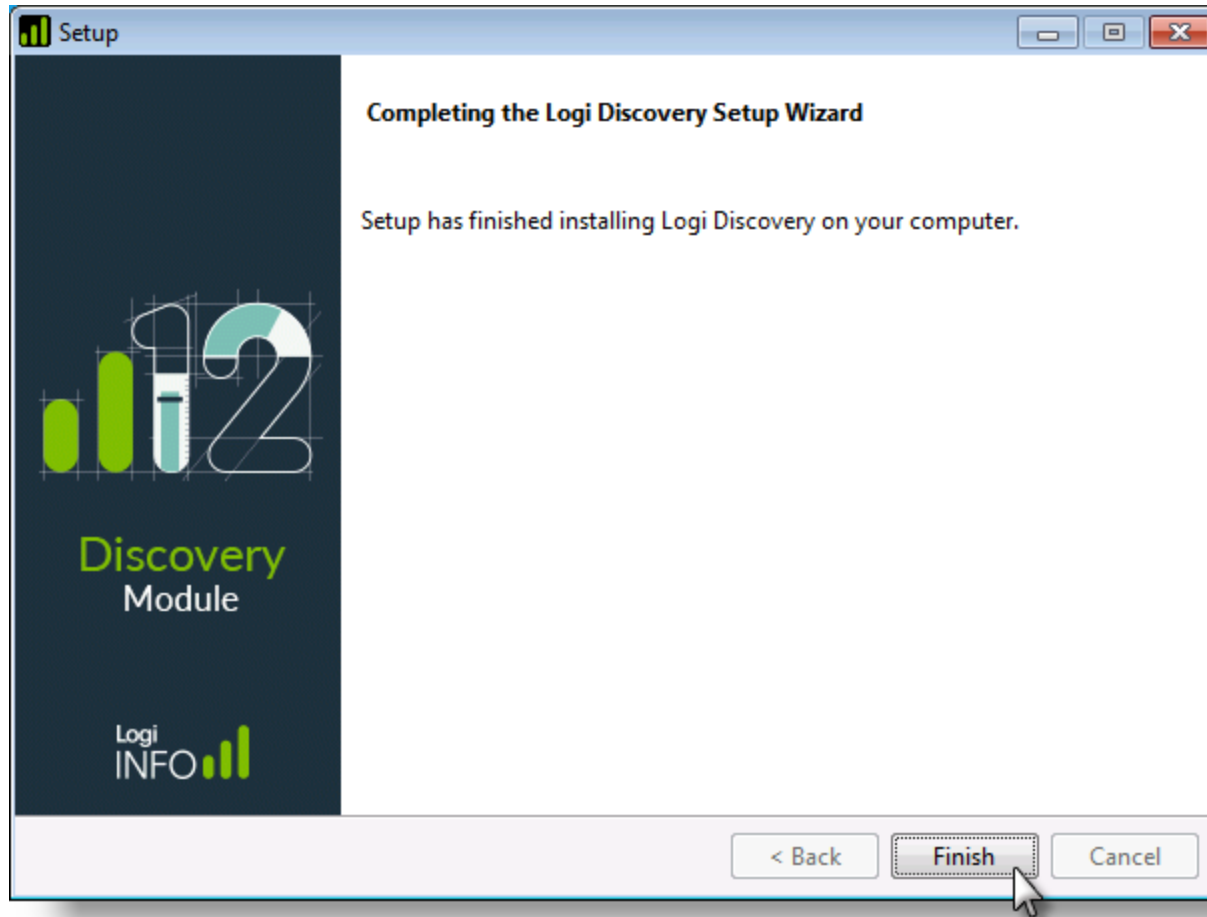 Setup
Completing the Logi Discovery Setup Wizard
Setup has finished installing Logi Discovery on your computer.
12
Discovery
Module
Logi
INFO
< Back
Finish
Cancel